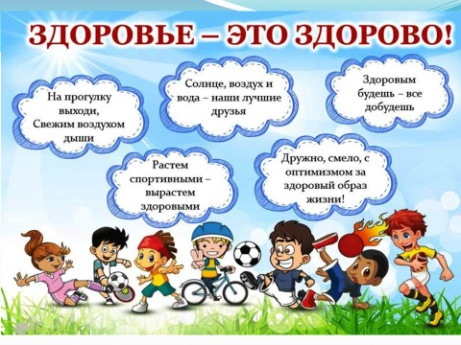 ЗДОРОВЬЕ – ЭТО ЗДОРОВО!
На прогулку
выходи,
Свежим воздухом
дыши
Солнце, воздух и
вода – наши лучшие
друзья
Здоровым
будешь – все
добудешь
Растем
спортивными –
вырастем
здоровыми
Дружно, смело, с
оптимизмом за
здоровый образ
жизни!